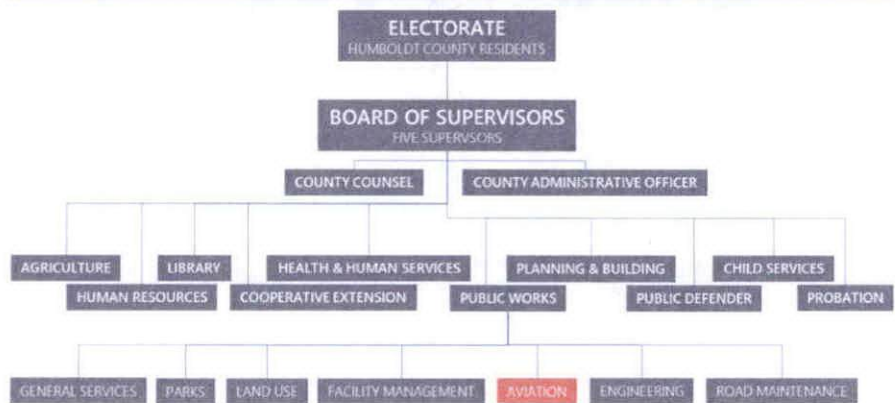 ELECTORATE
HUMBOLDT COUNTY RESIDENTS
BOARD OF SUPERVISORS
FIVE SUPERVSORS
COUNTY COUNSEL
COUNTY ADMINISTRATIVE OFFICER
AGRICULTURE
LIBRARY
HEALTH & HUMAN SERVICES
PLANNING & BUILDING
CHILD SERVICES
HUMAN RESOURCES
COOPERATIVE EXTENSION
PUBLIC WORKS
PUBLIC DEFENDER
PROBATION
GENERAL SERVICES
PARKS
LAND USE
FACILITY MANAGEMENT
AVIATION
ENGINEERING
ROAD MAINTENANCE